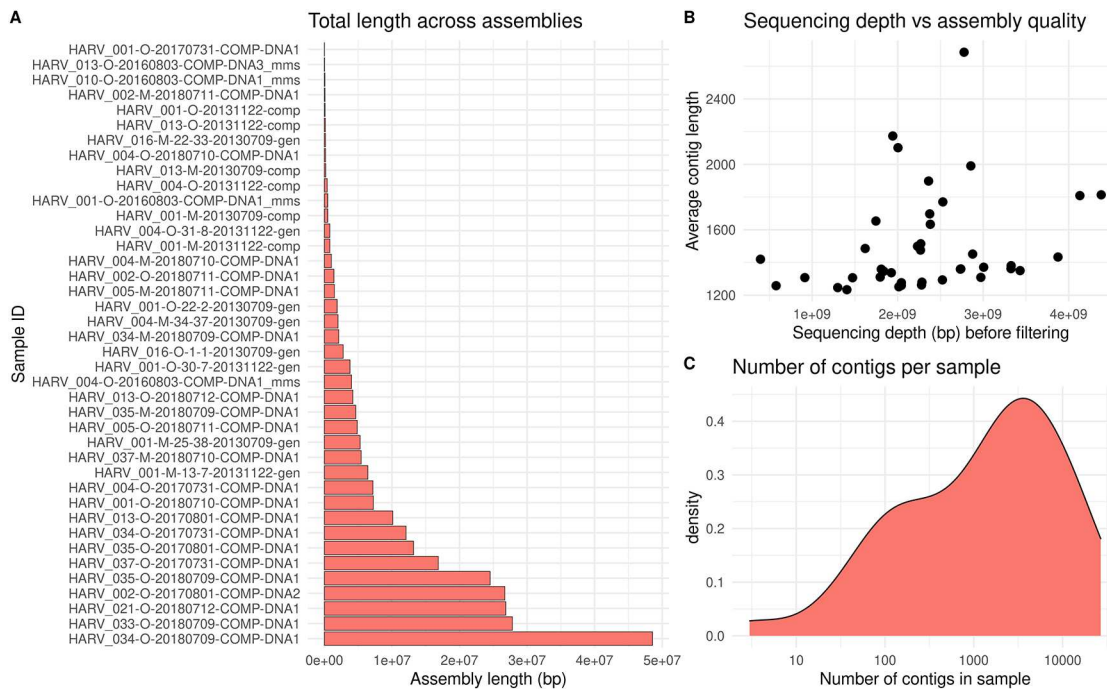 A
Total length across assemblies
Sample ID
HARV_001-O-20170731-COMP-DNA1
HARV_013-O-20160803-COMP-DNA3_mms
HARV_010-O-20160803-COMP-DNA1_mms
HARV_002-M-20180711-COMP-DNA1
HARV_001-O-20131122-comp
HARV_013-O-20131122-comp
HARV_016-M-22-33-20130709-gen
HARV_004-O-20180710-COMP-DNA1
HARV_013-M-20130709-comp
HARV_004-O-20131122-comp
HARV_001-O-20160803-COMP-DNA1_mms
HARV_001-M-20130709-comp
HARV_004-O-31-8-20131122-gen
HARV_001-M-20131122-comp
HARV_004-M-20180710-COMP-DNA1
HARV_002-O-20180711-COMP-DNA1
HARV_005-M-20180711-COMP-DNA1
HARV_001-O-22-2-20130709-gen
HARV_004-M-34-37-20130709-gen
HARV_034-M-20180709-COMP-DNA1
HARV_016-O-1-1-20130709-gen
HARV_001-O-30-7-20131122-gen
HARV_004-O-20160803-COMP-DNA1_mms
HARV_013-O-20180712-COMP-DNA1
HARV_035-M-20180709-COMP-DNA1
HARV_005-O-20180711-COMP-DNA1
HARV_001-M-25-38-20130709-gen
HARV_037-M-20180710-COMP-DNA1
HARV_001-M-13-7-20131122-gen
HARV_004-O-20170731-COMP-DNA1
HARV_001-O-20180710-COMP-DNA1
HARV_013-O-20170801-COMP-DNA1
HARV_034-O-20170731-COMP-DNA1
HARV_035-O-20170801-COMP-DNA1
HARV_037-O-20170731-COMP-DNA1
HARV_035-O-20180709-COMP-DNA1
HARV_002-O-20170801-COMP-DNA2
HARV_021-O-20180712-COMP-DNA1
HARV_033-O-20180709-COMP-DNA1
HARV_034-O-20180709-COMP-DNA1
0e+00 1e+07 2e+07 3e+07 4e+07 5e+07
Assembly length (bp)
B
Sequencing depth vs assembly quality
Average contig length
2400
2000
1600
1200
1e+09 2e+09 3e+09 4e+09
Sequencing depth (bp) before filtering
C
Number of contigs per sample
density
0.4
0.3
0.2
0.1
0.0
10 100 1000 10000
Number of contigs in sample